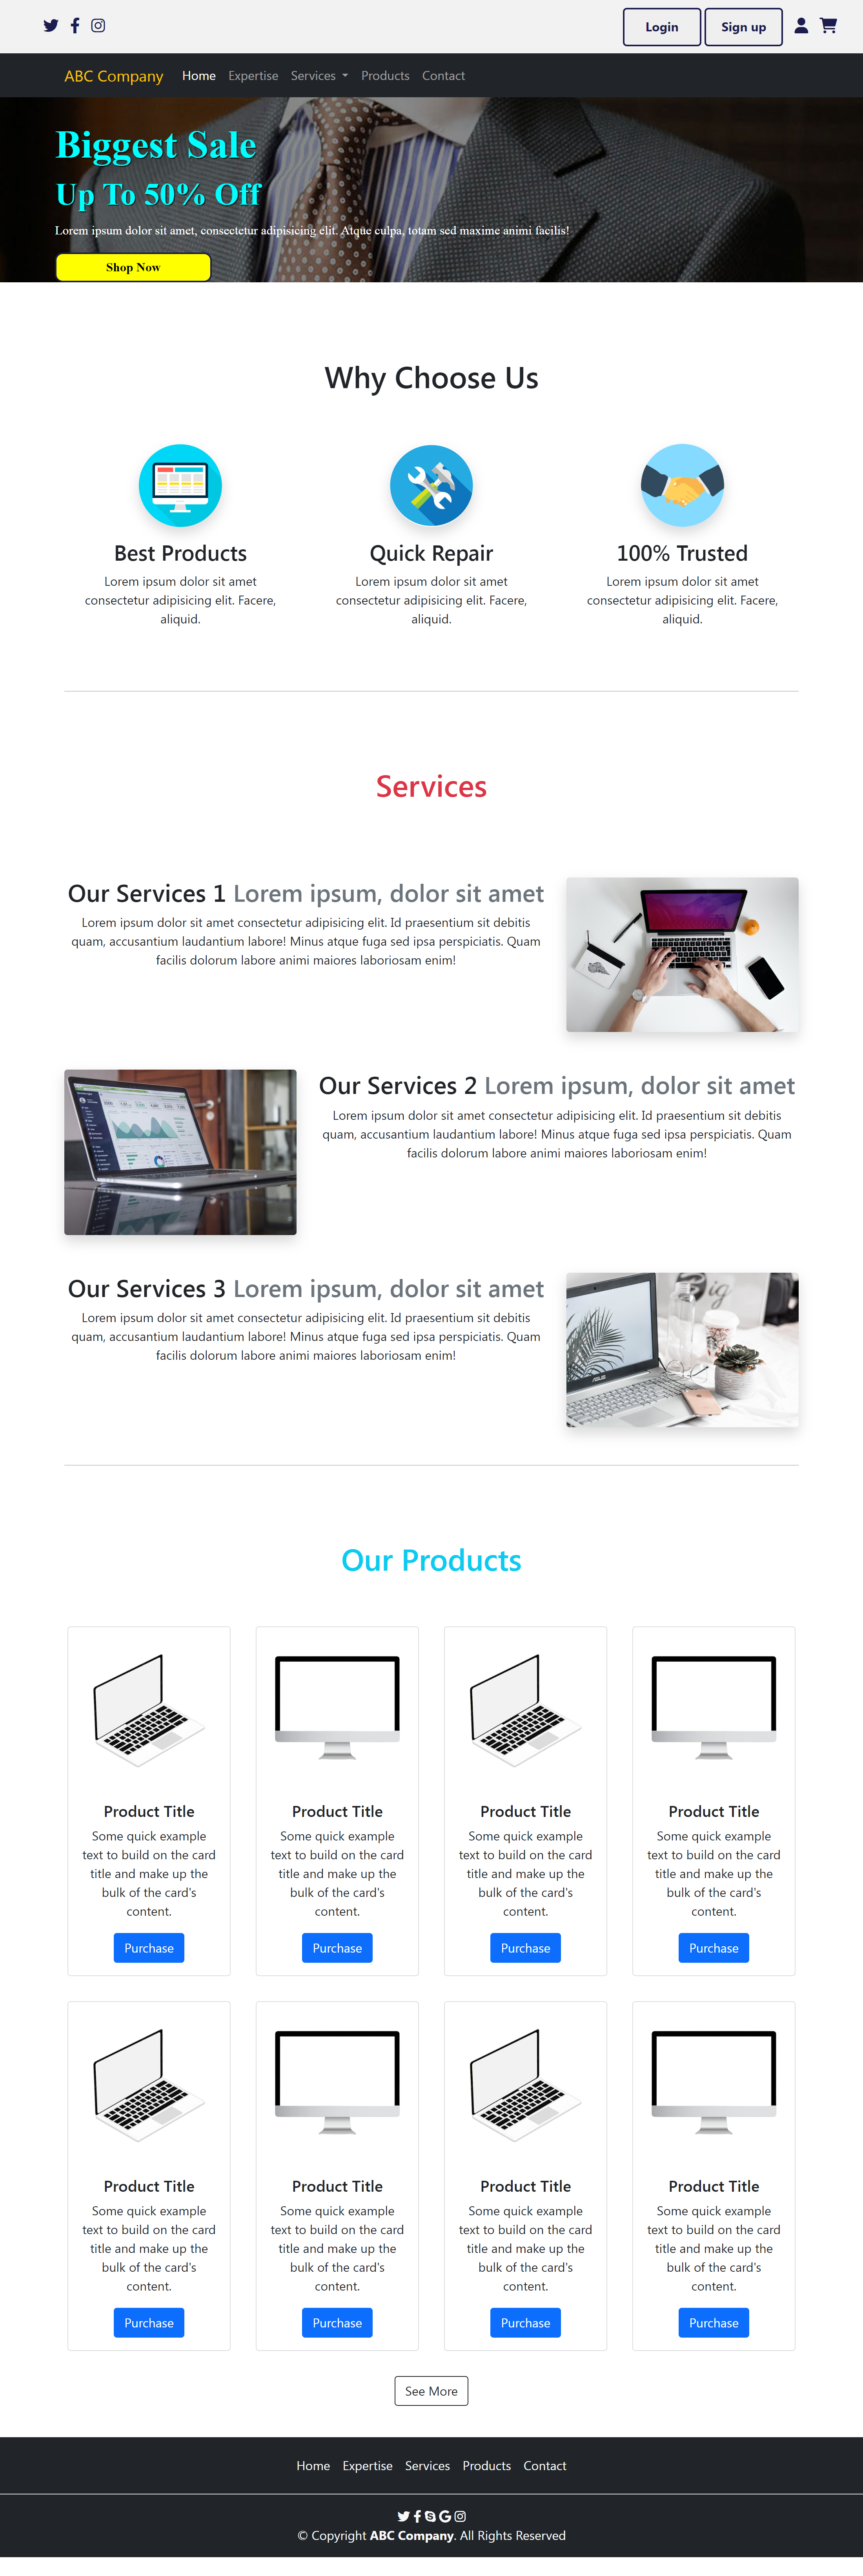 Login Sign up
ABC Company Home Expertise Services Products Contact
Biggest Sale
Up To 50% Off
Lorem ipsum dolor sit amet, consectetur adipisicing elit. Atque culpa, totam sed maxime animi facilis!
Shop Now
Why Choose Us
Best Products
Lorem ipsum dolor sit amet
consectetur adipisicing elit. Facere,
aliquid.
Quick Repair
Lorem ipsum dolor sit amet
consectetur adipisicing elit. Facere,
aliquid.
100% Trusted
Lorem ipsum dolor sit amet
consectetur adipisicing elit. Facere,
aliquid.
Services
Our Services 1 Lorem ipsum, dolor sit amet
Lorem ipsum dolor sit amet consectetur adipisicing elit. Id praesentium sit debitis
quam, accusantium laudantium labore! Minus atque fuga sed ipsa perspiciatis. Quam
facilis dolorum labore animi maiores laboriosam enim!
Our Services 2 Lorem ipsum, dolor sit amet
Lorem ipsum dolor sit amet consectetur adipisicing elit. Id praesentium sit debitis
quam, accusantium laudantium labore! Minus atque fuga sed ipsa perspiciatis. Quam
facilis dolorum labore animi maiores laboriosam enim!
Our Services 3 Lorem ipsum, dolor sit amet
Lorem ipsum dolor sit amet consectetur adipisicing elit. Id praesentium sit debitis
quam, accusantium laudantium labore! Minus atque fuga sed ipsa perspiciatis. Quam
facilis dolorum labore animi maiores laboriosam enim!
Big
ASUS
Our Products
Product Title
Some quick example
text to build on the card
title and make up the
bulk of the card's
content.
Purchase
Product Title
Some quick example
text to build on the card
title and make up the
bulk of the card's
content.
Purchase
Product Title
Some quick example
text to build on the card
title and make up the
bulk of the card's
content.
Purchase
Product Title
Some quick example
text to build on the card
title and make up the
bulk of the card's
content.
Purchase
Product Title
Some quick example
text to build on the card
title and make up the
bulk of the card's
content.
Purchase
Product Title
Some quick example
text to build on the card
title and make up the
bulk of the card's
content.
Purchase
Product Title
Some quick example
text to build on the card
title and make up the
bulk of the card's
content.
Purchase
Product Title
Some quick example
text to build on the card
title and make up the
bulk of the card's
content.
Purchase
See More
Home Expertise Services Products Contact
© Copyright ABC Company. All Rights Reserved